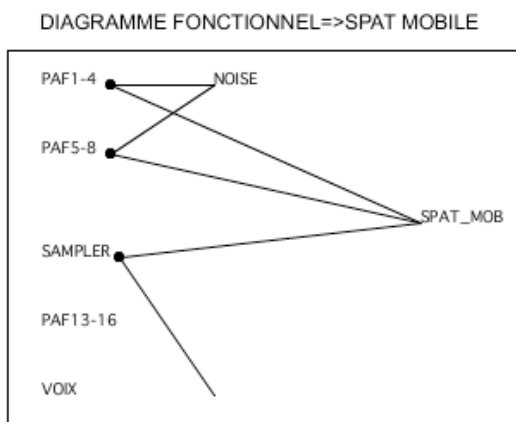 DIAGRAMME FONCTIONNEL=>SPAT MOBILE
PAF1-4 NOISE
PAF5-8
SPAT_MOB
SAMPLER
PAF13-16
VOIX